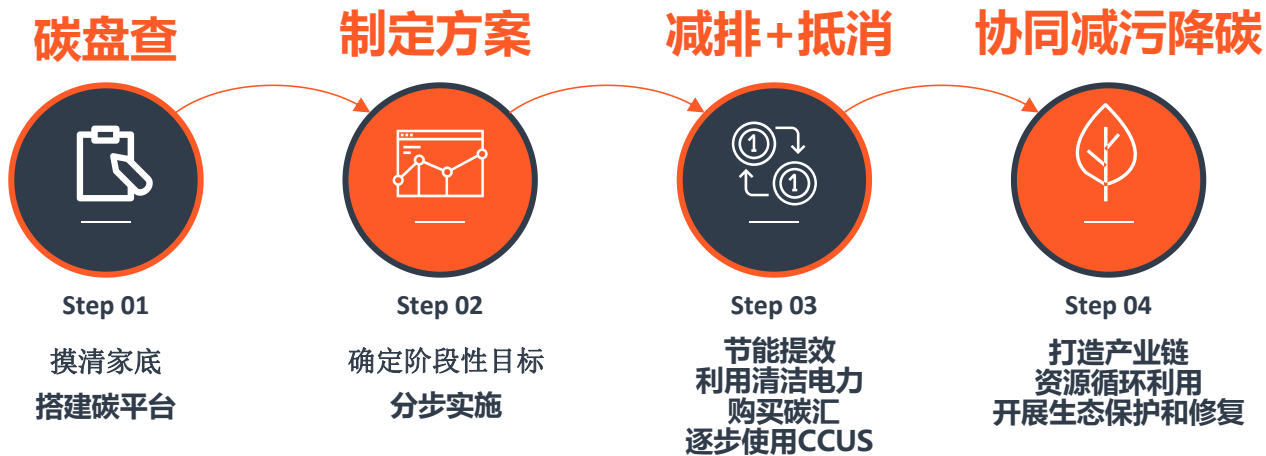 碳盘查
制定方案
减排+抵消
协同减污降碳
1
1
Step 01
摸清家底
搭建碳平台
Step 02
确定阶段性目标
分步实施
Step 03
节能提效
利用清洁电力
购买碳汇
逐步使用CCUS
Step 04
打造产业链
资源循环利用
开展生态保护和修复